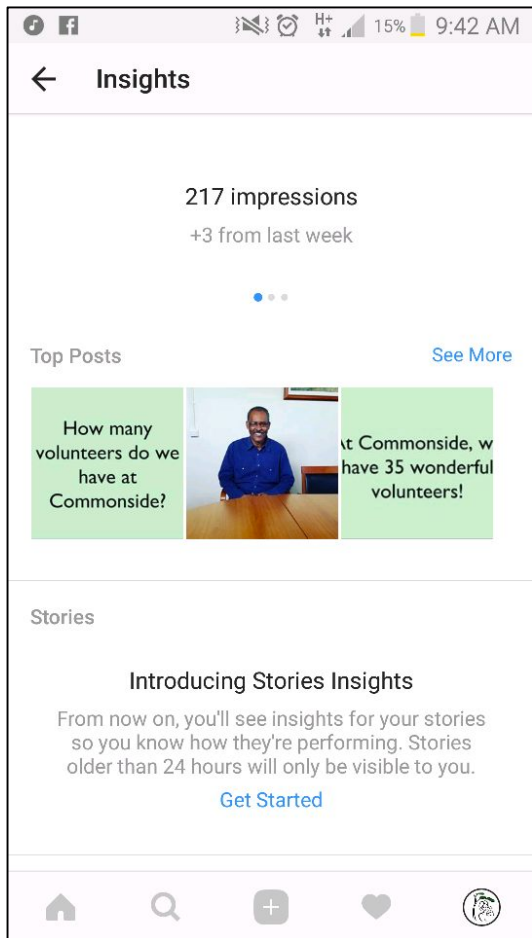 H+
15%
9:42 AM
Insights
217 impressions
+3 from last week
Top Posts
See More
How many
volunteers do we
have at
Commonside?
At Commonside, w
have 35 wonderful
volunteers!
Stories
Introducing Stories Insights
From now on, you'll see insights for your stories
so you know how they're performing. Stories
older than 24 hours will only be visible to you.
Get Started